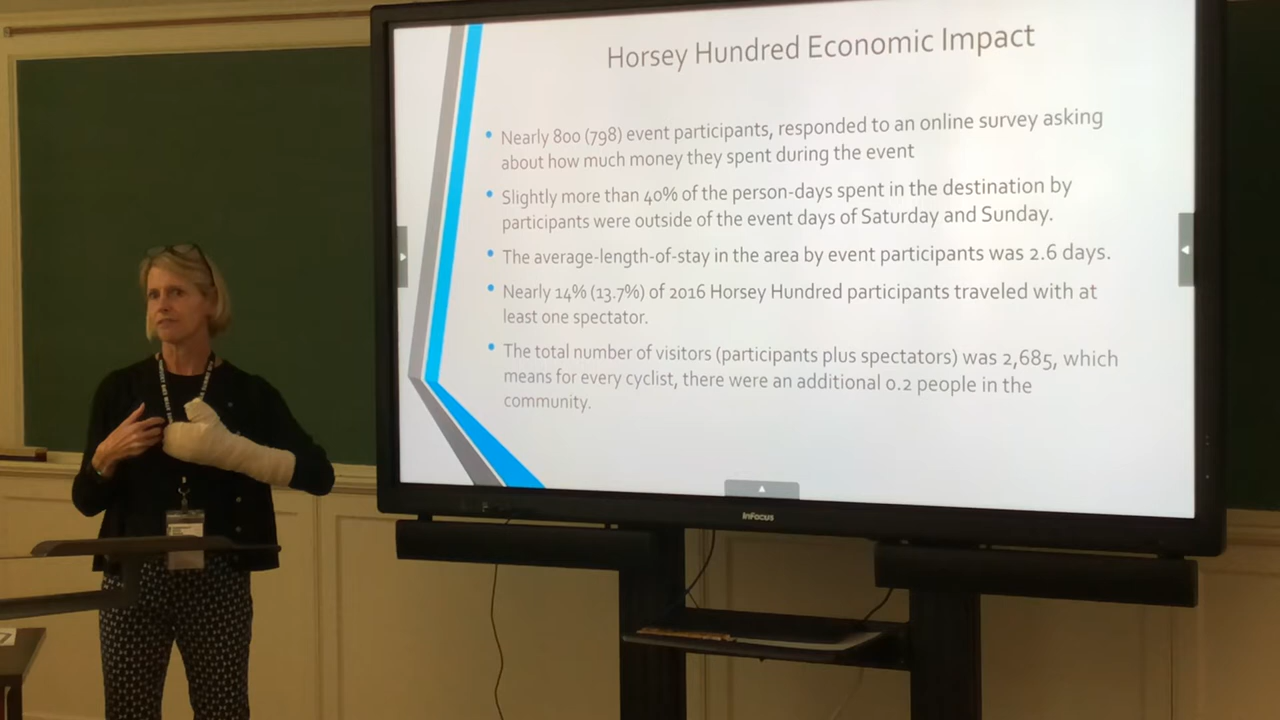 Horsey Hundred Economic Impact
Nearly 800 (798) event participants, responded to an online survey asking
about how much money they spent during the event
Slightly more than 40% of the person-days spent in the destination by
participants were outside of the event days of Saturday and Sunday.
The average-length-of-stay in the area by event participants was 2.6 days.
Nearly 14% (13.7%) of 2016 Horsey Hundred participants traveled with at
least one spectator.
The total number of visitors (participants plus spectators) was 2,685, which
means for every cyclist, there were an additional 0.2 people in the
community.
InFocus
7